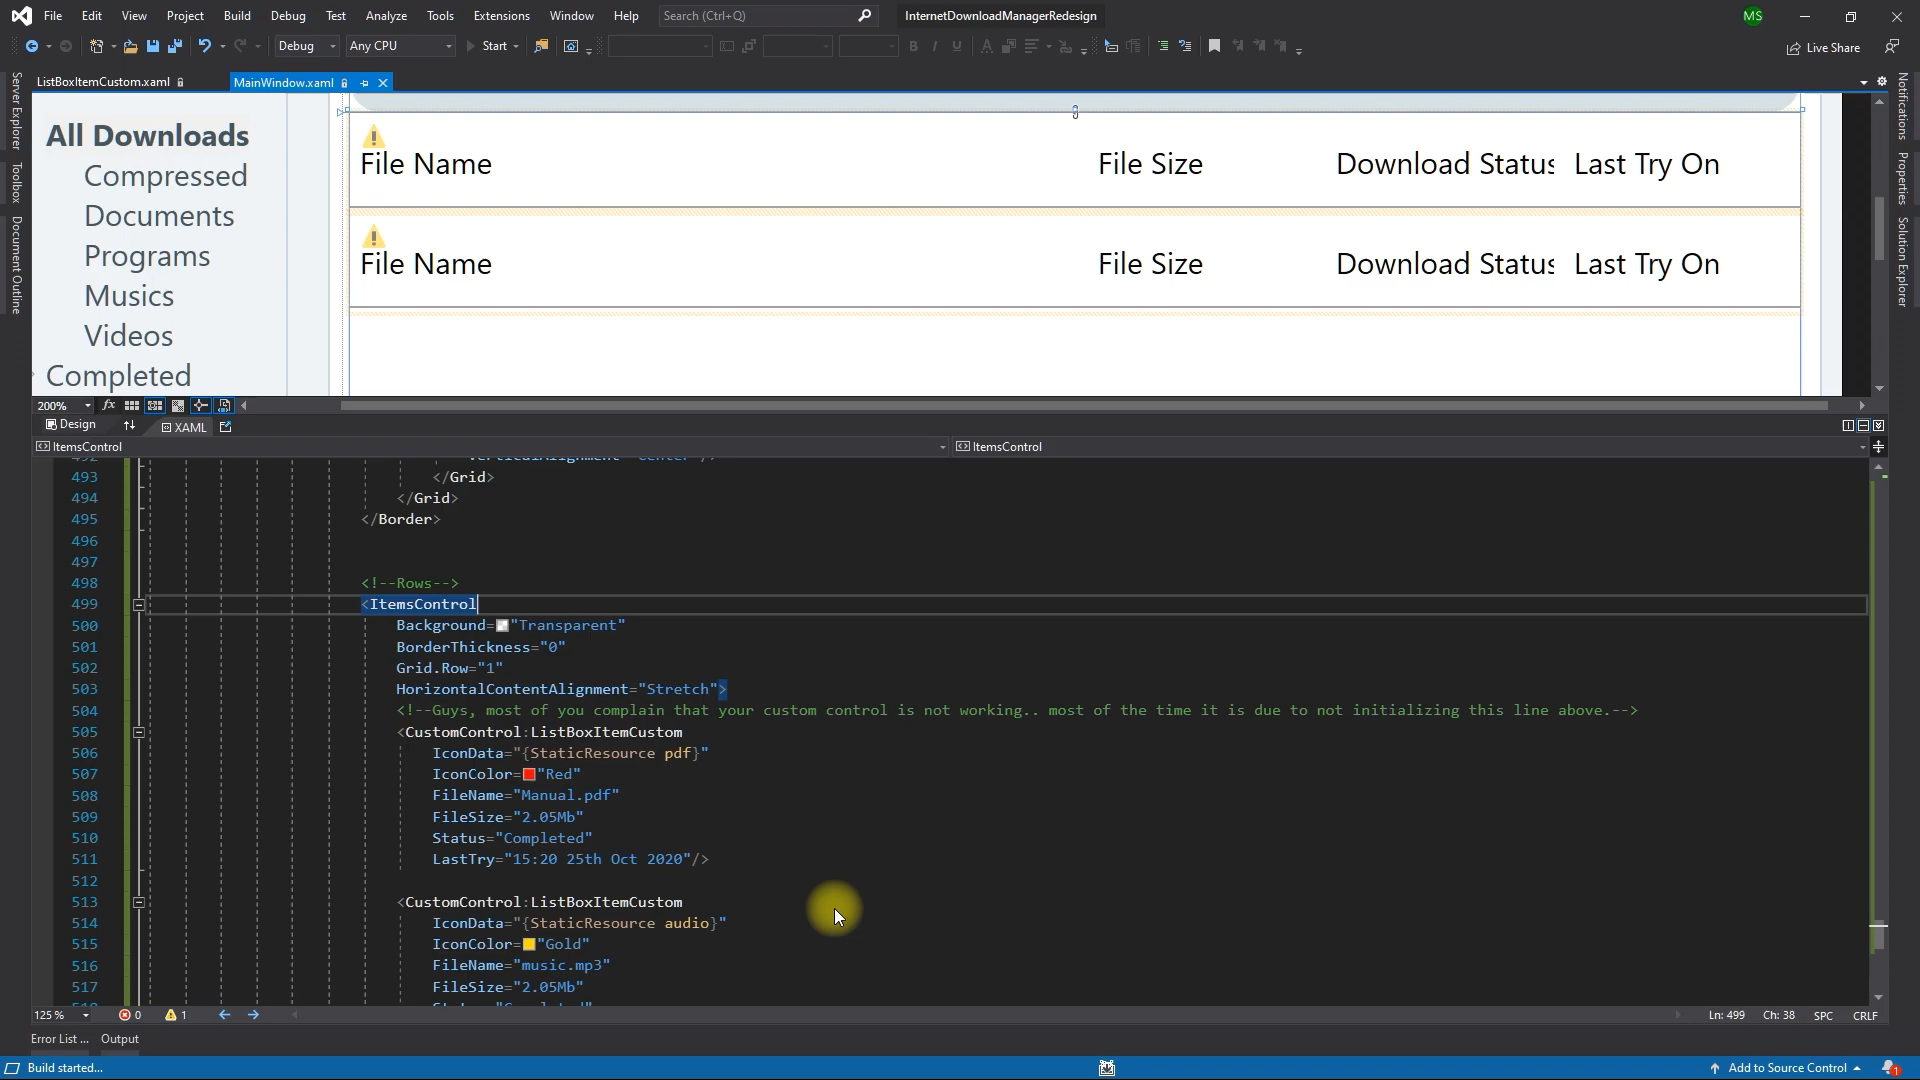 File Edit View Project Build Debug Test Analyze Tools Extensions Window Help Search (Ctrl+Q) InternetDownloadManagerRedesign MS
Debug Any CPU Start B I U A Live Share
ListBoxItemCustom.xaml MainWindow.xaml
Server Explorer
Toolbox
Document Outline
Notifications
Properties
Solution Explorer
All Downloads
Compressed
Documents
Programs
Musics
Videos
Completed
File Name File Size Download Status Last Try On
File Name File Size Download Status Last Try On
200% fx
Design XAML
ItemsControl ItemsControl
493 </Grid>
494 </Grid>
495 </Border>
496
497
498 <!--Rows-->
499 <ItemsControl
500 Background="Transparent"
501 BorderThickness="0"
502 Grid.Row="1"
503 HorizontalContentAlignment="Stretch">
504 <!--Guys, most of you complain that your custom control is not working.. most of the time it is due to not initializing this line above.-->
505 <CustomControl:ListBoxItemCustom
506 IconData="{StaticResource pdf}"
507 IconColor="Red"
508 FileName="Manual.pdf"
509 FileSize="2.05Mb"
510 Status="Completed"
511 LastTry="15:20 25th Oct 2020"/>
512
513 <CustomControl:ListBoxItemCustom
514 IconData="{StaticResource audio}"
515 IconColor="Gold"
516 FileName="music.mp3"
517 FileSize="2.05Mb"
125 % 0 1 Ln: 499 Ch: 38 SPC CRLF
Error List ... Output
Build started... Add to Source Control 1